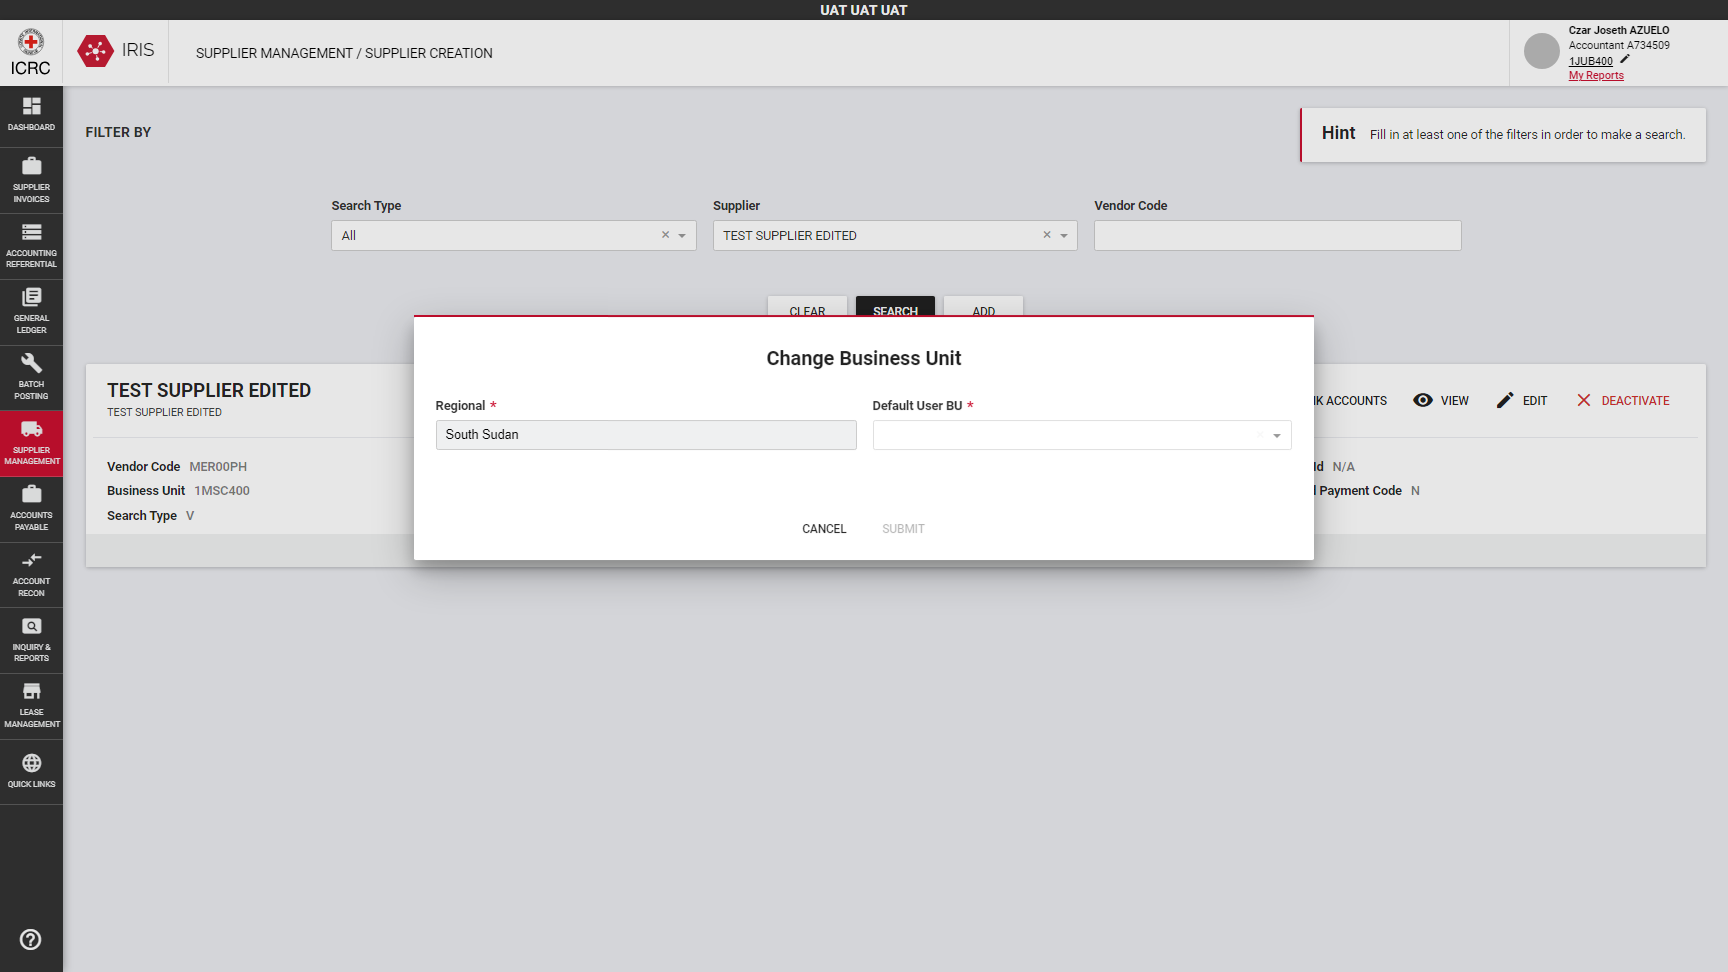 UAT UAT UAT
ICRC
IRIS
SUPPLIER MANAGEMENT / SUPPLIER CREATION
Czar Joseth AZUELO
Accountant A734509
1JUB400
My Reports
DASHBOARD
SUPPLIER
INVOICES
ACCOUNTING
REFERENTIAL
GENERAL
LEDGER
BATCH
POSTING
SUPPLIER
MANAGEMENT
ACCOUNTS
PAYABLE
ACCOUNT
RECON
INQUIRY &
REPORTS
LEASE
MANAGEMENT
QUICK LINKS
FILTER BY
Hint Fill in at least one of the filters in order to make a search.
Search Type Supplier Vendor Code
All TEST SUPPLIER EDITED
CLEAR SEARCH ADD
TEST SUPPLIER EDITED
TEST SUPPLIER EDITED
K ACCOUNTS VIEW EDIT DEACTIVATE
Vendor Code MER00PH
Business Unit 1MSC400
Search Type V
Id N/A
Payment Code N
Change Business Unit
Regional * Default User BU *
South Sudan
CANCEL SUBMIT